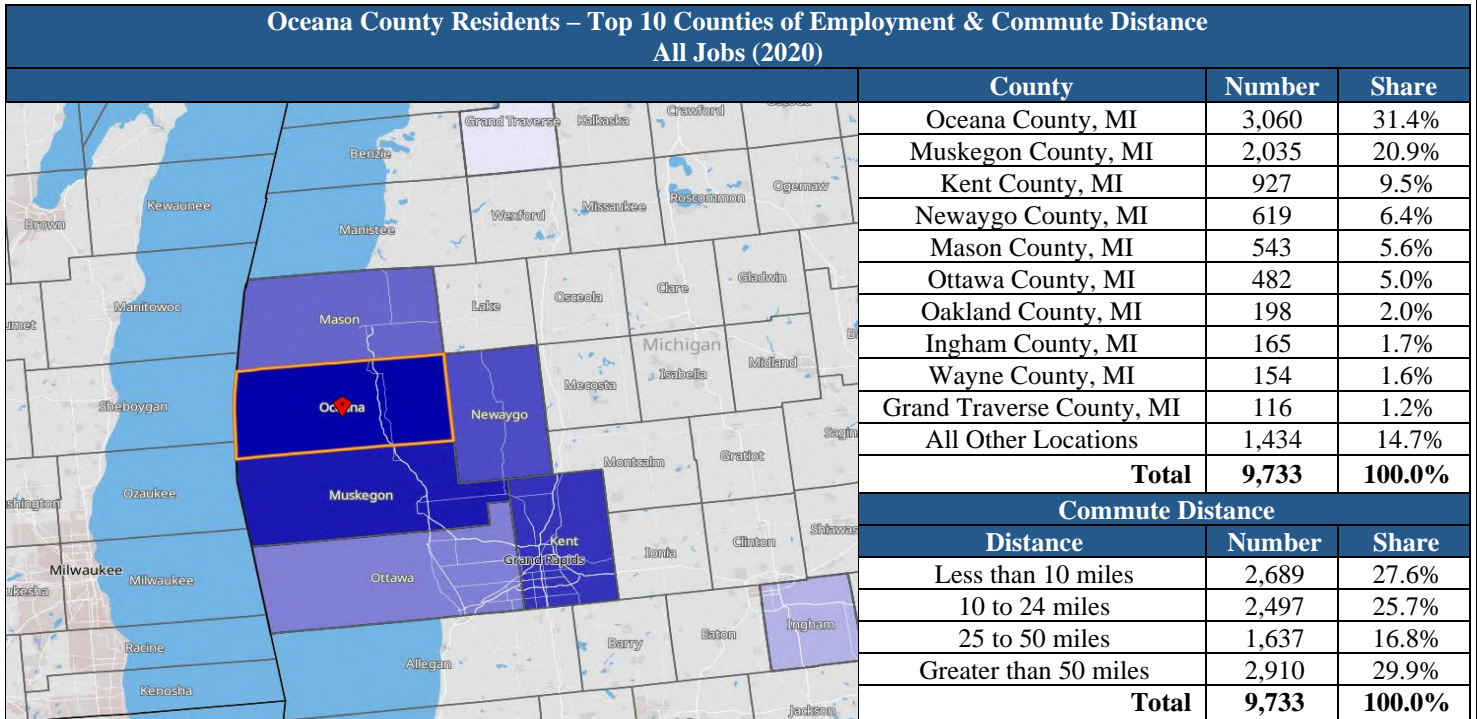 Oceana County Residents – Top 10 Counties of Employment & Commute Distance
All Jobs (2020)
County Number Share
Oceana County, MI 3,060 31.4%
Muskegon County, MI 2,035 20.9%
Kent County, MI 927 9.5%
Newaygo County, MI 619 6.4%
Mason County, MI 543 5.6%
Ottawa County, MI 482 5.0%
Oakland County, MI 198 2.0%
Ingham County, MI 165 1.7%
Wayne County, MI 154 1.6%
Grand Traverse County, MI 116 1.2%
All Other Locations 1,434 14.7%
Total 9,733 100.0%
Commute Distance
Distance Number Share
Less than 10 miles 2,689 27.6%
10 to 24 miles 2,497 25.7%
25 to 50 miles 1,637 16.8%
Greater than 50 miles 2,910 29.9%
Total 9,733 100.0%
Grand Traverse
Kalkaska
Crawford
Benzie
Kewaunee
Brown
Manistee
Wexford
Missaukee
Roscommon
Ogemaw
Manitowoc
Mason
Lake
Osceola
Clare
Gladwin
Michigan
Sheboygan
Oceana
Newaygo
Mecosta
Isabella
Midland
Ozaukee
Muskegon
Montcalm
Gratiot
Milwaukee
Milwaukee
Ottawa
Kent
Grand Rapids
Ionia
Clinton
Racine
Kenosha
Allegan
Barry
Eaton
Ingham
Jackson